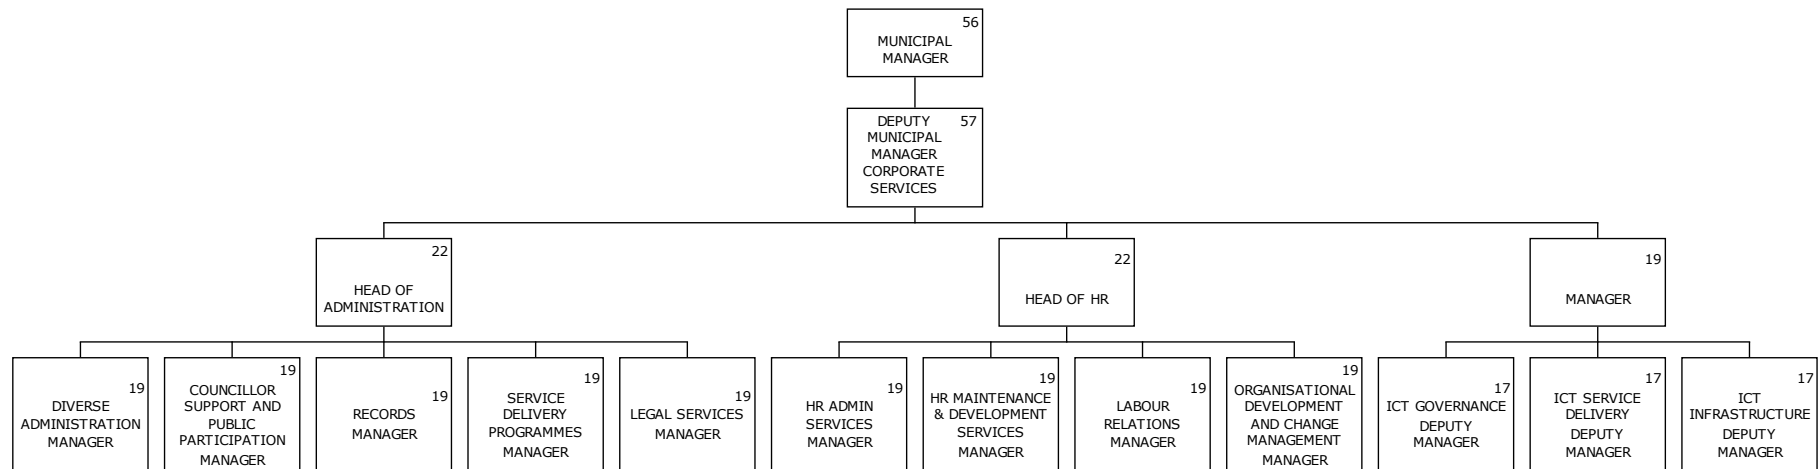 56
MUNICIPAL
MANAGER
57
DEPUTY
MUNICIPAL
MANAGER
CORPORATE
SERVICES
22
HEAD OF
ADMINISTRATION
22
HEAD OF HR
19
MANAGER
19
DIVERSE
ADMINISTRATION
MANAGER
19
COUNCILLOR
SUPPORT AND
PUBLIC
PARTICIPATION
MANAGER
19
RECORDS
MANAGER
19
SERVICE
DELIVERY
PROGRAMMES
MANAGER
19
LEGAL SERVICES
MANAGER
19
HR ADMIN
SERVICES
MANAGER
19
HR MAINTENANCE
& DEVELOPMENT
SERVICES
MANAGER
19
LABOUR
RELATIONS
MANAGER
19
ORGANISATIONAL
DEVELOPMENT
AND CHANGE
MANAGEMENT
MANAGER
17
ICT GOVERNANCE
DEPUTY
MANAGER
17
ICT SERVICE
DELIVERY
DEPUTY
MANAGER
17
ICT
INFRASTRUCTURE
DEPUTY
MANAGER